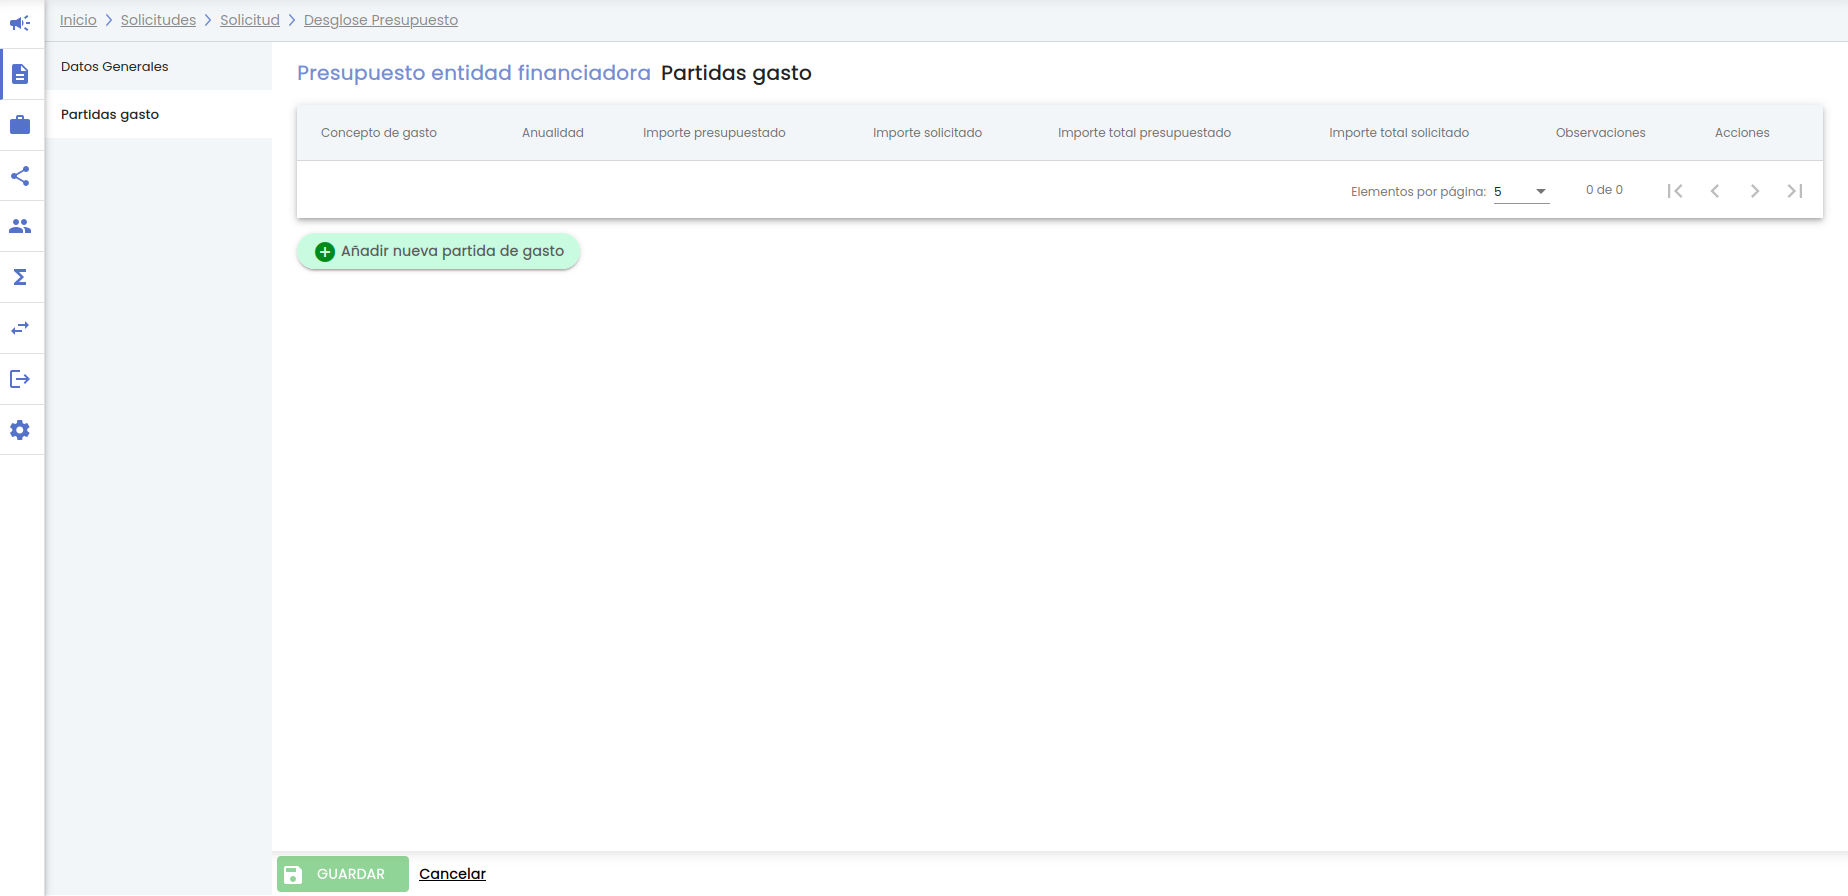 Inicio Solicitudes Solicitud Desglose Presupuesto
Datos Generales
Partidas gasto
Presupuesto entidad financiadora Partidas gasto
Concepto de gasto Anualidad Importe presupuestado Importe solicitado Importe total presupuestado Importe total solicitado Observaciones Acciones
Elementos por página: 5 0 de 0
Añadir nueva partida de gasto
GUARDAR Cancelar